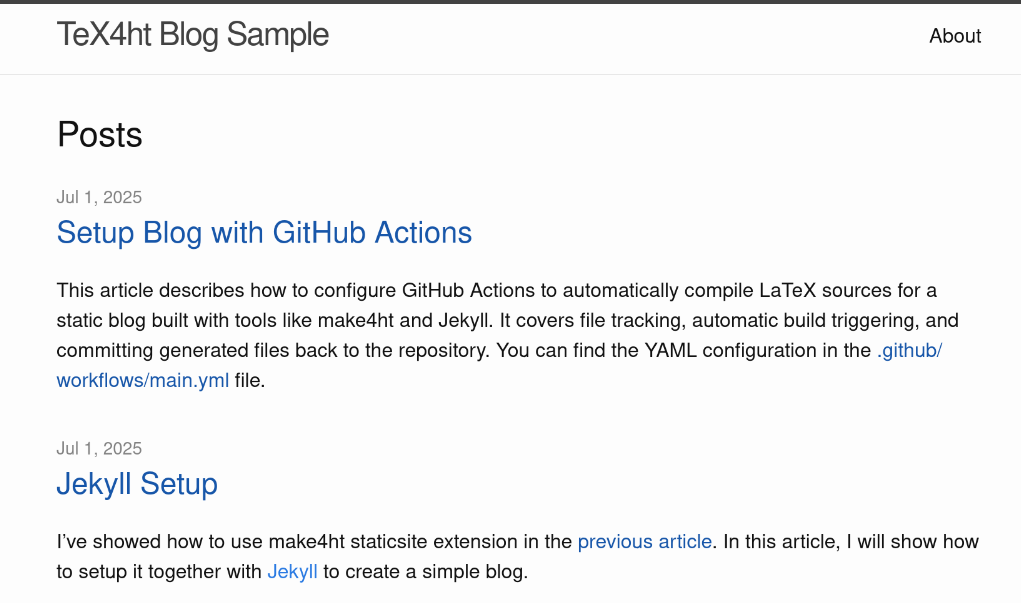 TeX4ht Blog Sample
About
Posts
Jul 1, 2025
Setup Blog with GitHub Actions
This article describes how to configure GitHub Actions to automatically compile LaTeX sources for a
static blog built with tools like make4ht and Jekyll. It covers file tracking, automatic build triggering, and
committing generated files back to the repository. You can find the YAML configuration in the .github/
workflows/main.yml file.
Jul 1, 2025
Jekyll Setup
I’ve showed how to use make4ht staticsite extension in the previous article. In this article, I will show how
to setup it together with Jekyll to create a simple blog.